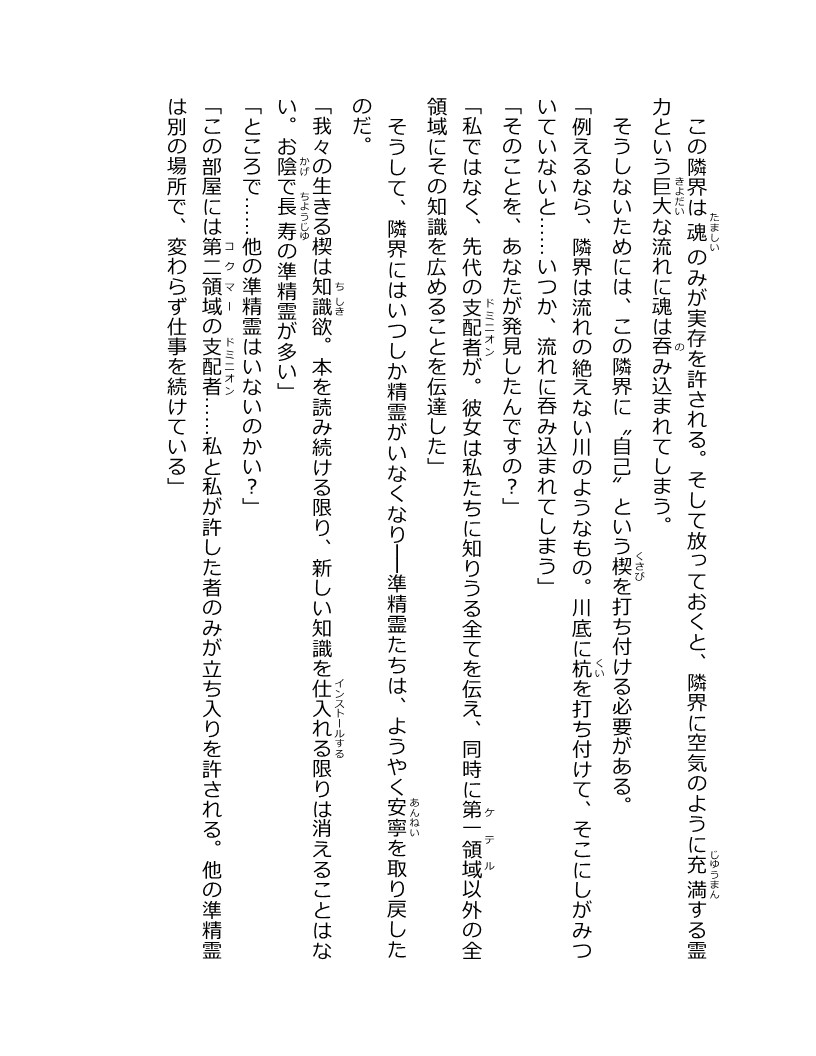 この隣界は魂のみが実存を許される。そして放っておくと、隣界に空気のように充満する霊
力という巨大な流れに魂は呑み込まれてしまう。
　そうしないためには、この隣界に〝自己〟という楔を打ち付ける必要がある。
「例えるなら、隣界は流れの絶えない川のようなもの。川底に杭を打ち付けて、そこにしがみつ
いていないと……いつか、流れに呑み込まれてしまう」
「そのことを、あなたが発見したんですの？」
「私ではなく、先代の支配者が。彼女は私たちに知りうる全てを伝え、同時に第一領域以外の全
領域にその知識を広めることを伝達した」
　そうして、隣界にはいつしか精霊がいなくなり──準精霊たちは、ようやく安寧を取り戻した
のだ。
「我々の生きる楔は知識欲。本を読み続ける限り、新しい知識を仕入れる限りは消えることはな
い。お陰で長寿の準精霊が多い」
「ところで……他の準精霊はいないのかい？」
「この部屋には第二領域の支配者……私と私が許した者のみが立ち入りを許される。他の準精霊
は別の場所で、変わらず仕事を続けている」